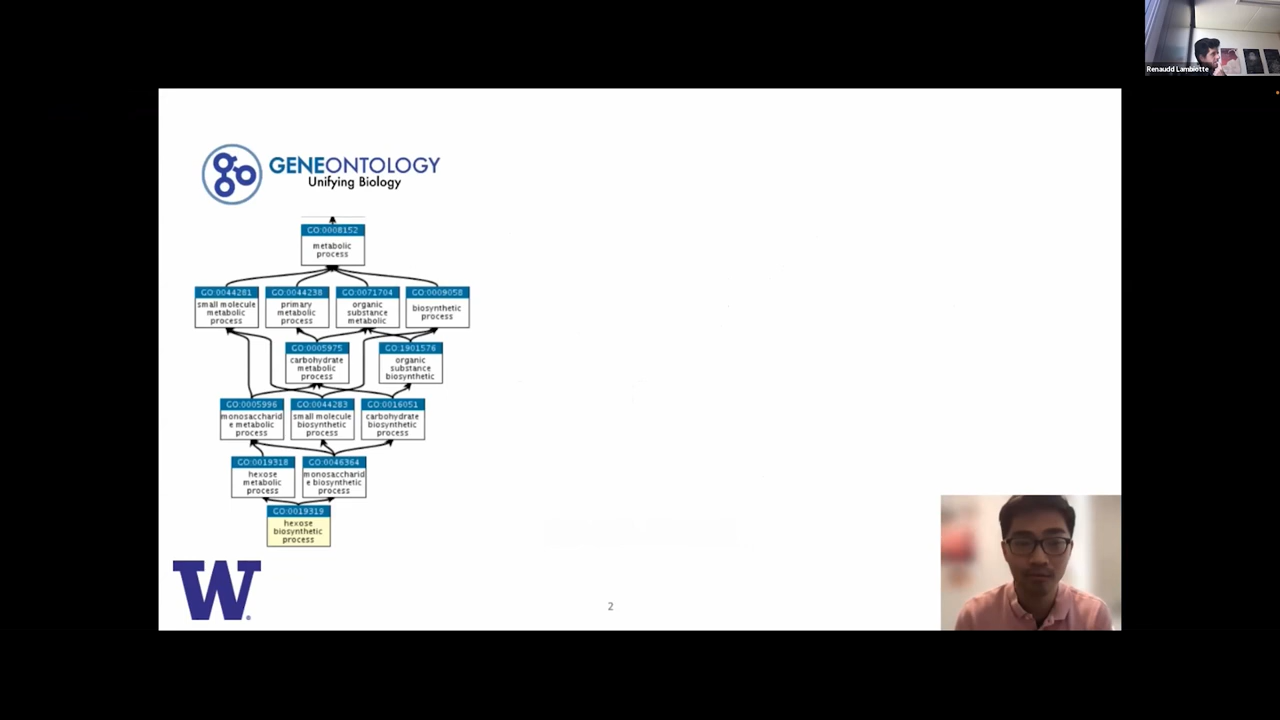 Renaudd Lambiotte
GENEONTOLOGY
Unifying Biology
GO:0008152
metabolic
process
GO:0044281
small molecule
metabolic
process
GO:0044238
primary
metabolic
process
GO:0071704
organic
substance
metabolic
GO:0009058
biosynthetic
process
GO:0005975
carbohydrate
metabolic
process
GO:1901576
organic
substance
biosynthetic
GO:0005996
monosaccharid
e metabolic
process
GO:0044283
small molecule
biosynthetic
process
GO:0016051
carbohydrate
biosynthetic
process
GO:0019318
hexose
metabolic
process
GO:0046364
monosaccharid
e biosynthetic
process
GO:0019319
hexose
biosynthetic
process
W
2